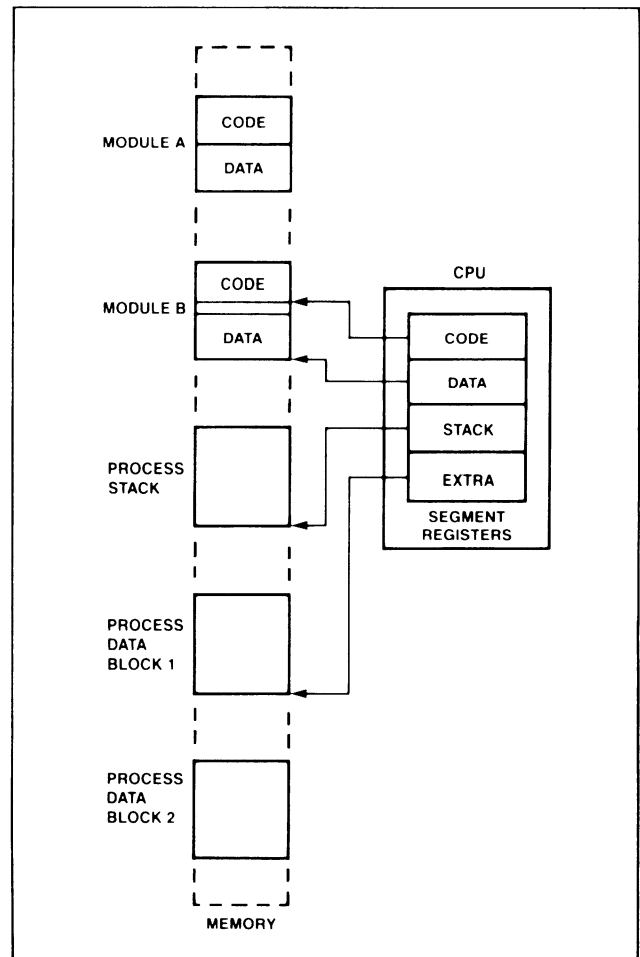 CODE
MODULE A
DATA
CODE
MODULE B
DATA
CPU
CODE
DATA
STACK
EXTRA
SEGMENT
REGISTERS
PROCESS
STACK
PROCESS
DATA
BLOCK 1
PROCESS
DATA
BLOCK 2
MEMORY